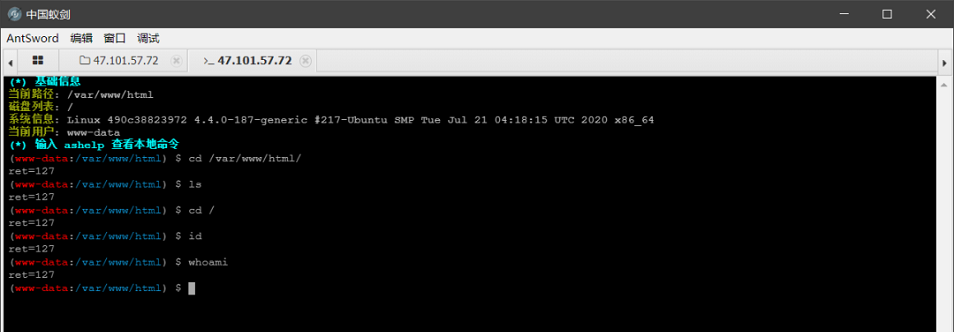 中国蚁剑
AntSword 编辑 窗口 调试
47.101.57.72 47.101.57.72
(*) 基础信息
当前路径: /var/www/html
磁盘列表: /
系统信息: Linux 490c38823972 4.4.0-187-generic #217-Ubuntu SMP Tue Jul 21 04:18:15 UTC 2020 x86_64
当前用户: www-data
(*) 输入 ashelp 查看本地命令
(www-data:/var/www/html) $ cd /var/www/html/
ret=127
(www-data:/var/www/html) $ ls
ret=127
(www-data:/var/www/html) $ cd /
ret=127
(www-data:/var/www/html) $ id
ret=127
(www-data:/var/www/html) $ whoami
ret=127
(www-data:/var/www/html) $